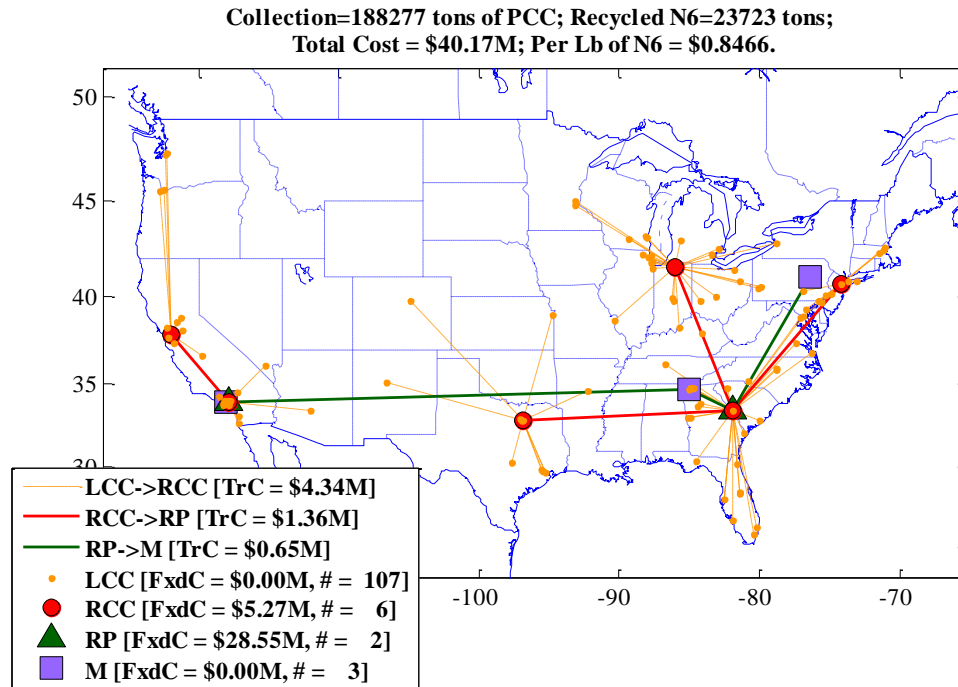 Collection=188277 tons of PCC; Recycled N6=23723 tons;
Total Cost = $40.17M; Per Lb of N6 = $0.8466.
50
45
40
35
30
LCC->RCC [TrC = $4.34M]
RCC->RP [TrC = $1.36M]
RP->M [TrC = $0.65M]
LCC [FxdC = $0.00M, # = 107]
RCC [FxdC = $5.27M, # = 6]
RP [FxdC = $28.55M, # = 2]
M [FxdC = $0.00M, # = 3]
-100 -90 -80 -70